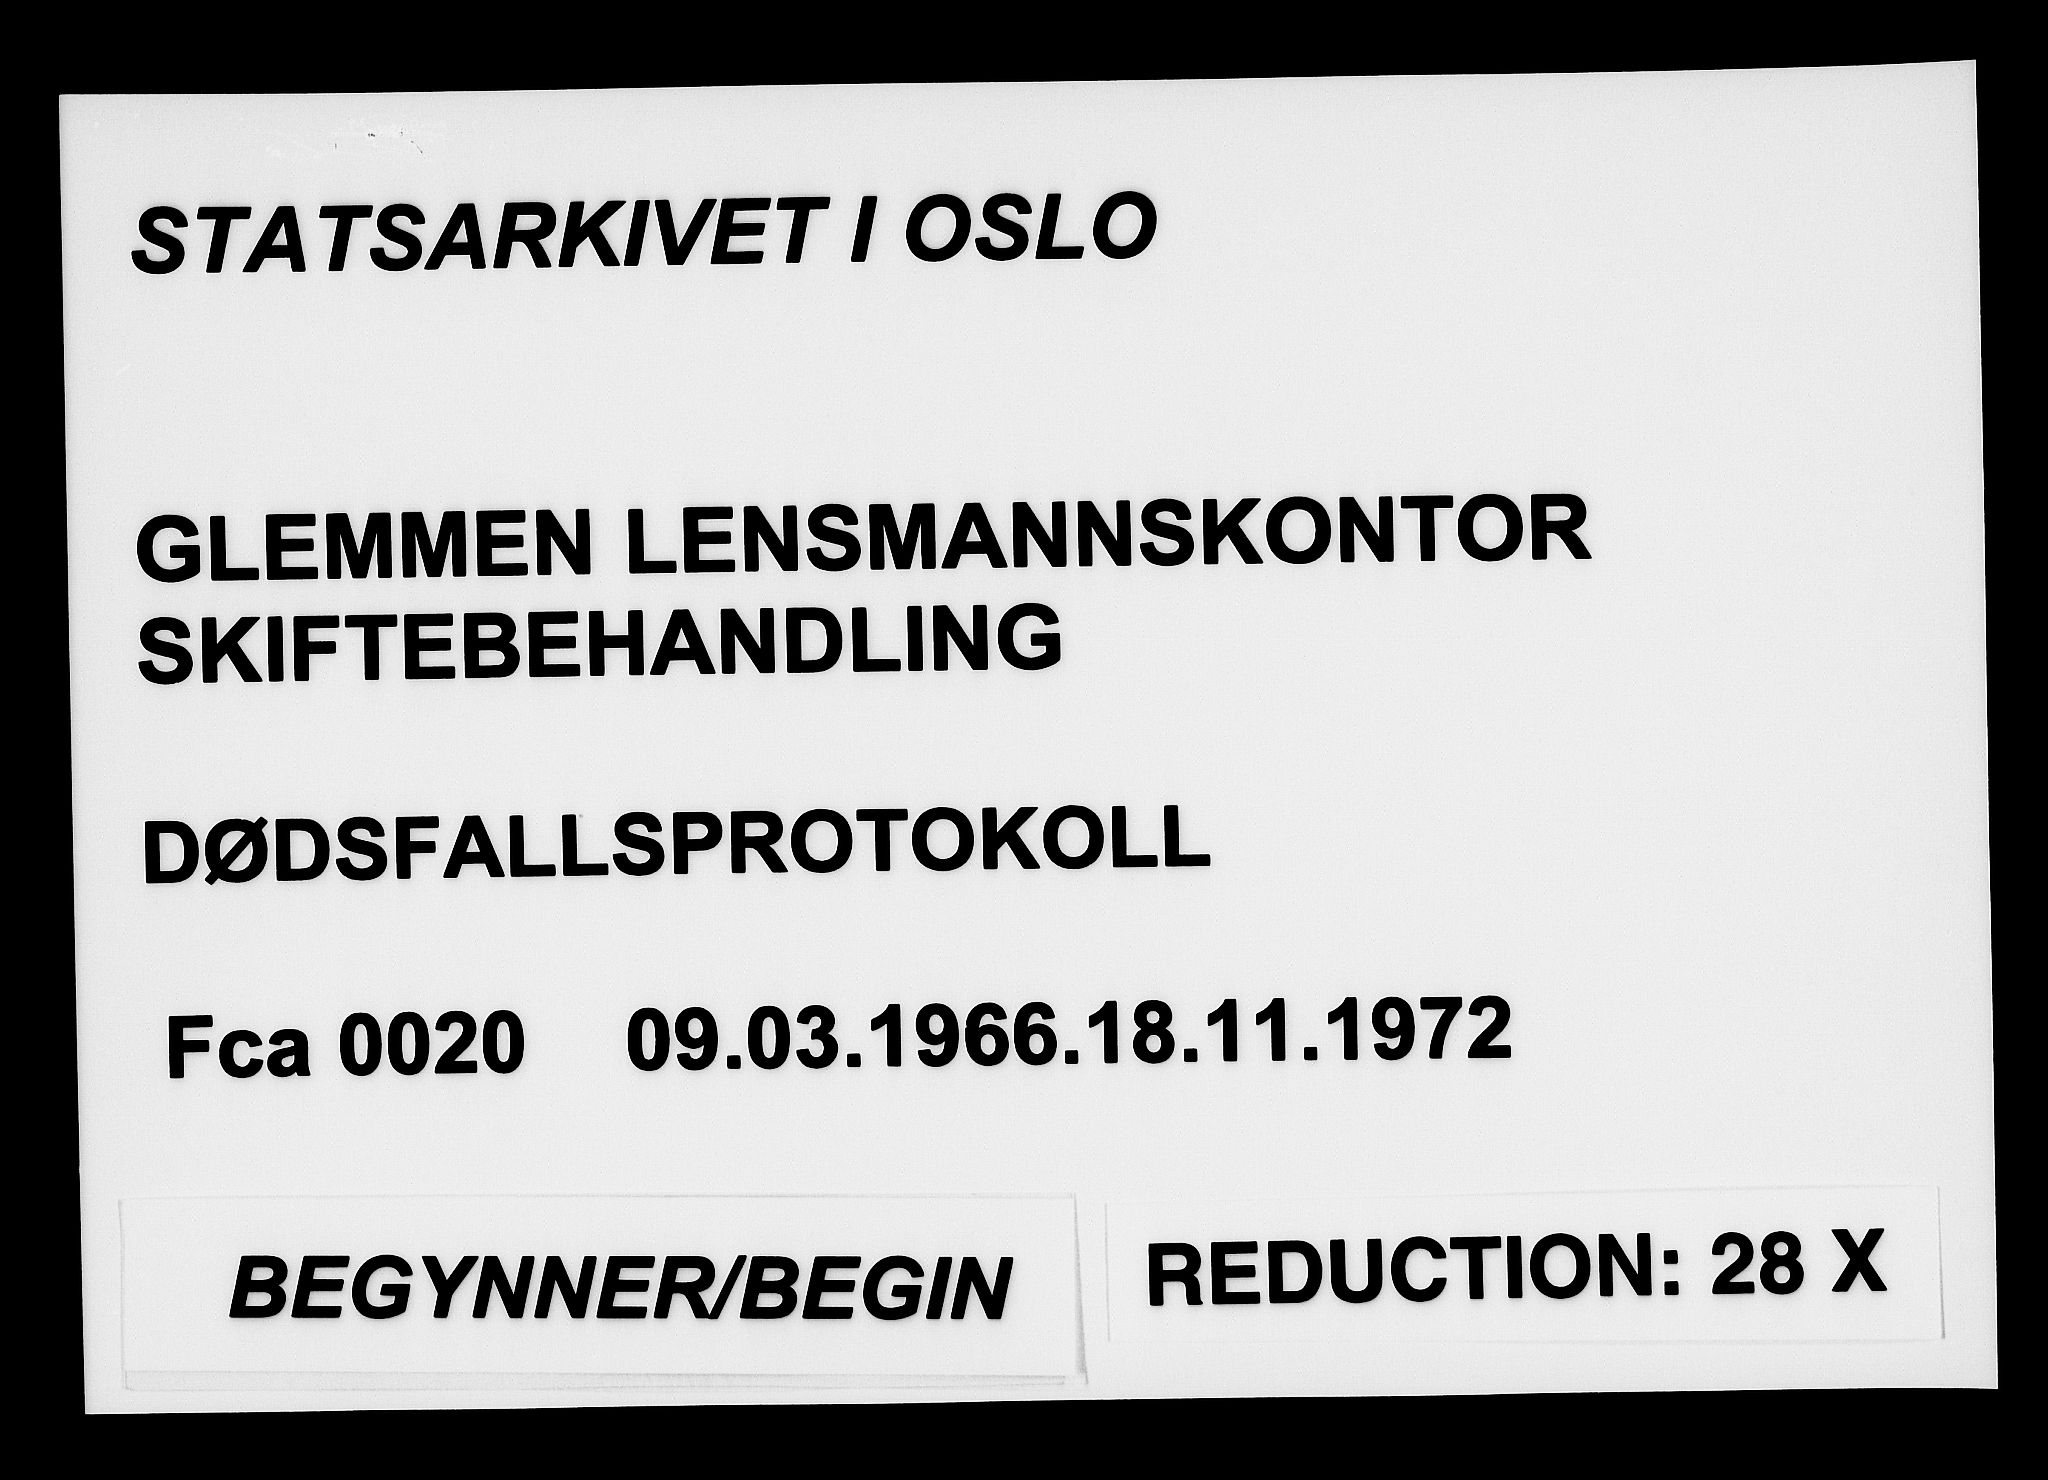 STATSARKIVET I OSLO
GLEMMEN LENSMANNSKONTOR
SKIFTEBEHANDLING
DØDSFALLSPROTOKOLL
Fca 0020 09.03.1966.18.11.1972
BEGYNNER/BEGIN
REDUCTION: 28 X